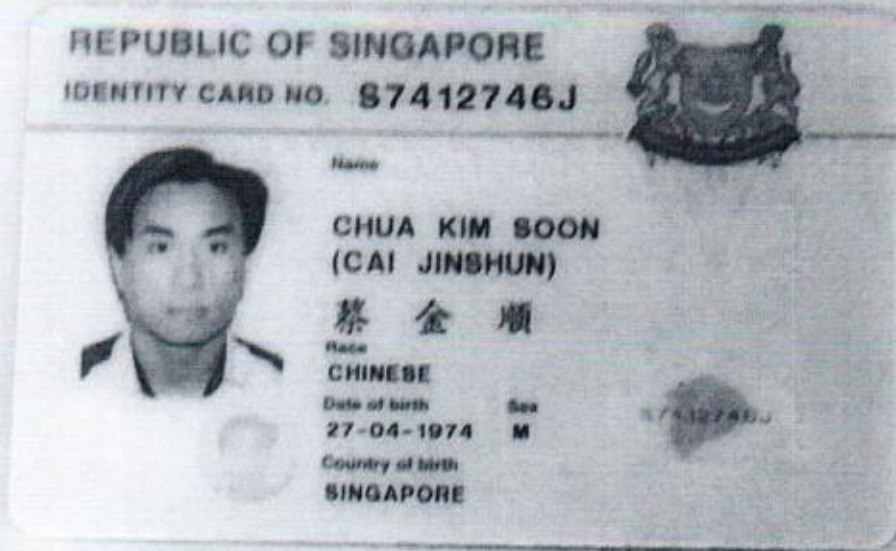 REPUBLIC OF SINGAPORE
IDENTITY CARD NO. S7412746J
Name
CHUA KIM SOON
(CAI JINSHUN)
蔡 金 順
Race
CHINESE
Date of birth Sex
27-04-1974 M
S7412746J
Country of birth
SINGAPORE